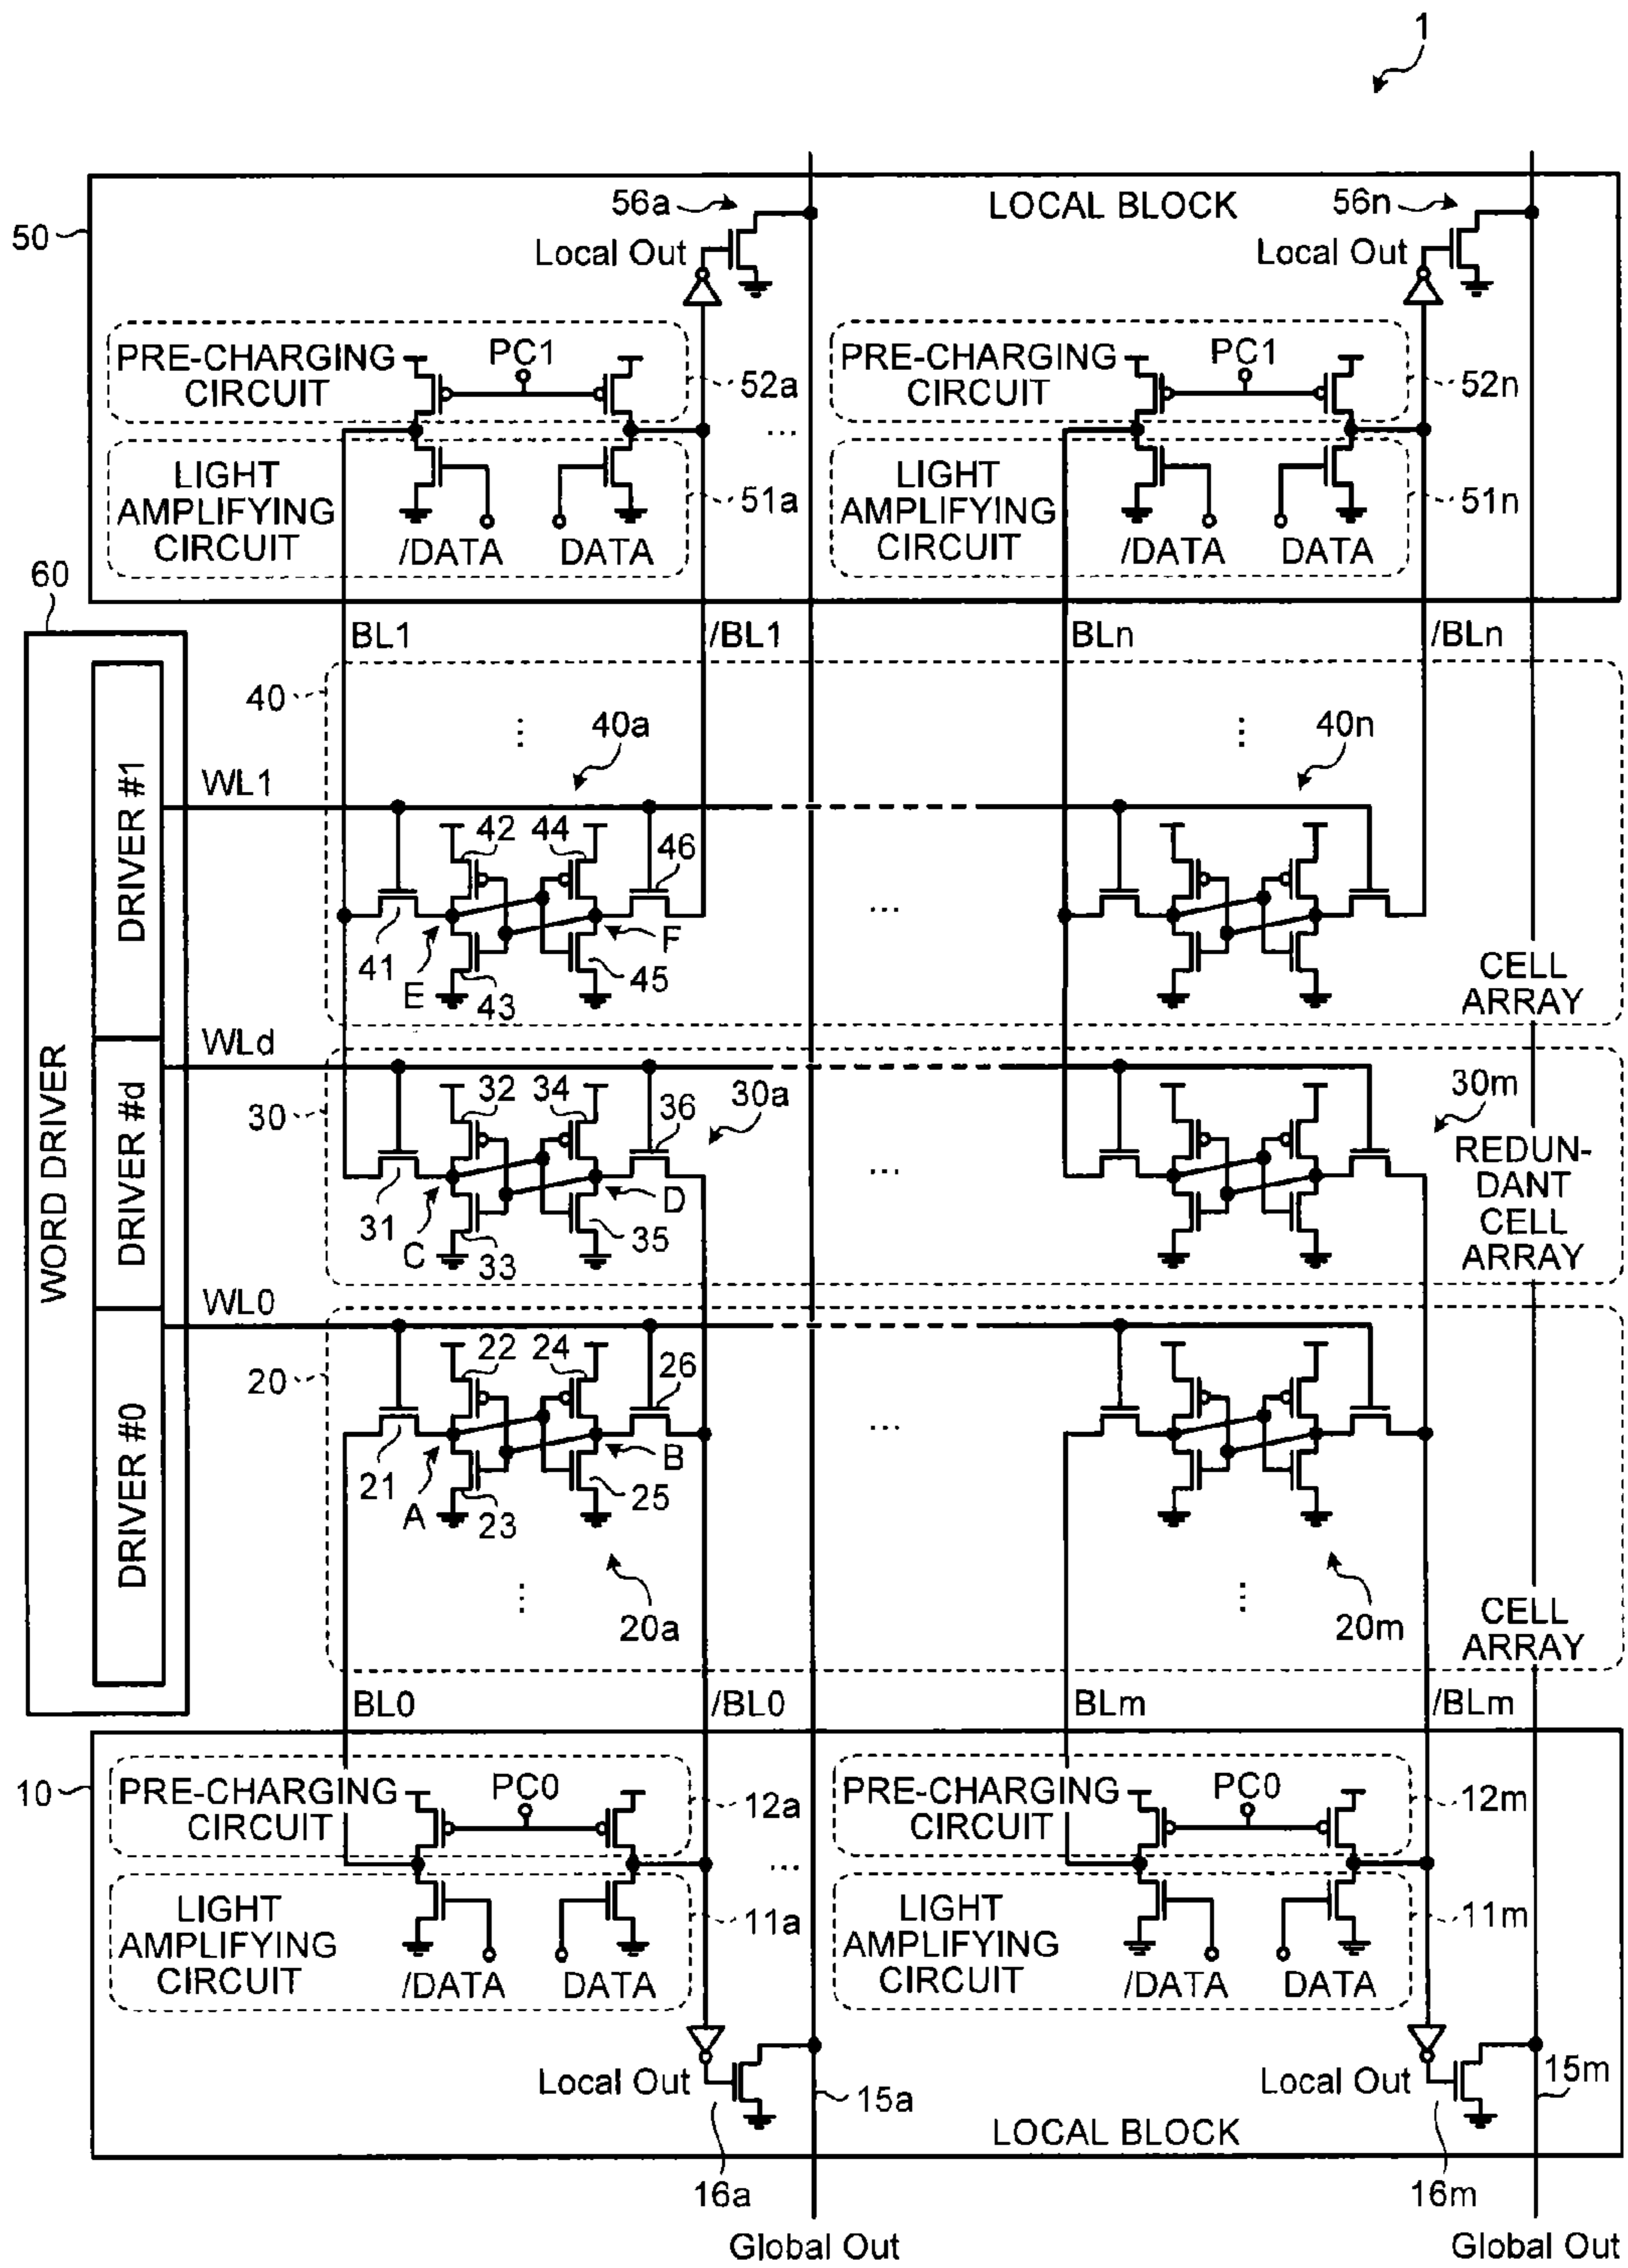 1
56a
LOCAL BLOCK
56n
50
Local Out
Local Out
PRE-CHARGING
CIRCUIT
PC1
52a
PRE-CHARGING
CIRCUIT
PC1
52n
...
LIGHT
AMPLIFYING
CIRCUIT
51a
/DATA
DATA
LIGHT
AMPLIFYING
CIRCUIT
51n
/DATA
DATA
60
BL1
/BL1
BLn
/BLn
WORD DRIVER
DRIVER #1
DRIVER #d
DRIVER #0
40
...
40a
...
40n
WL1
42
44
46
...
41
E
43
F
45
CELL
ARRAY
WLd
30
32
34
36
30a
30m
...
31
C
33
D
35
REDUN-
DANT
CELL
ARRAY
WL0
20
22
24
26
...
21
A
23
B
25
...
20a
...
20m
CELL
ARRAY
BL0
/BL0
BLm
/BLm
10
PRE-CHARGING
CIRCUIT
PC0
12a
PRE-CHARGING
CIRCUIT
PC0
12m
...
LIGHT
AMPLIFYING
CIRCUIT
11a
/DATA
DATA
LIGHT
AMPLIFYING
CIRCUIT
11m
/DATA
DATA
Local Out
15a
Local Out
15m
LOCAL BLOCK
16a
16m
Global Out
Global Out